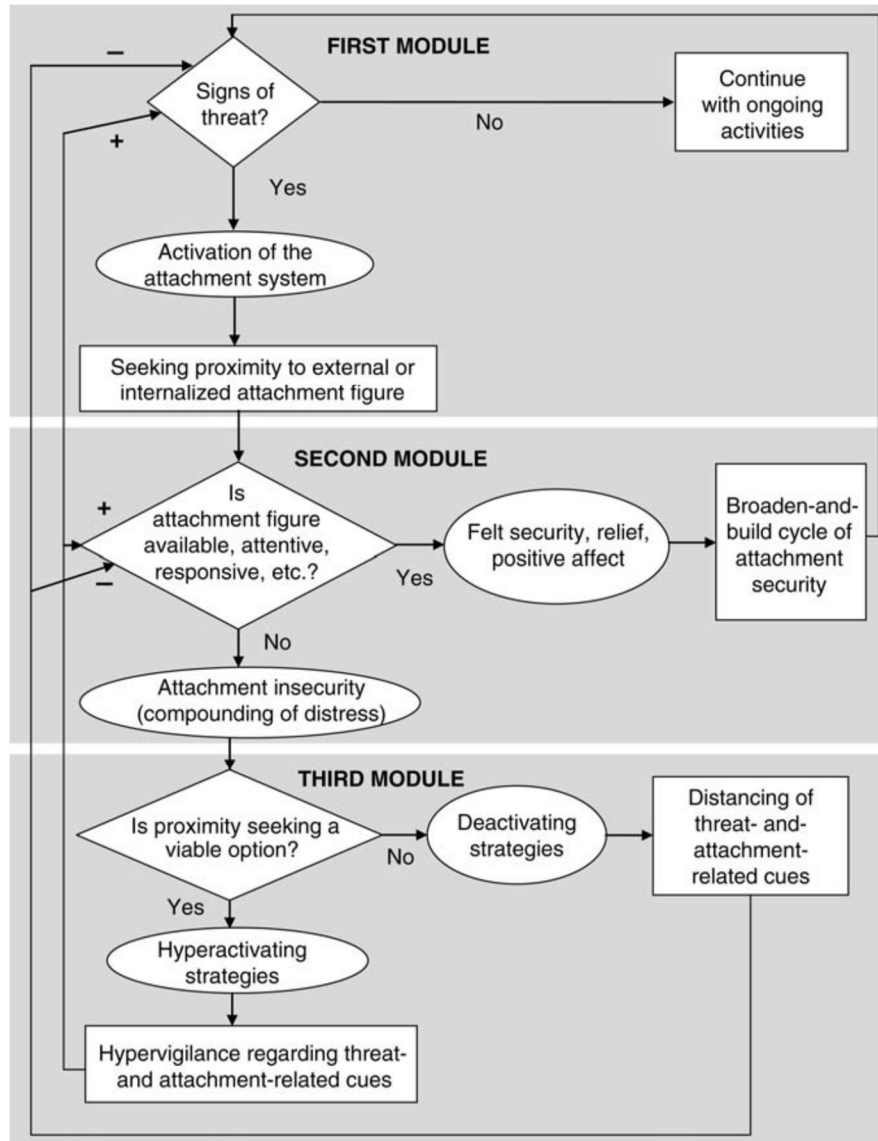 FIRST MODULE
–
Signs of
threat?
+
No
Continue
with ongoing
activities
Yes
Activation of the
attachment system
Seeking proximity to external or
internalized attachment figure
SECOND MODULE
+
Is
attachment figure
available, attentive,
responsive, etc.?
–
Yes
Felt security, relief,
positive affect
Broaden-and-
build cycle of
attachment
security
No
Attachment insecurity
(compounding of distress)
THIRD MODULE
Is proximity seeking a
viable option?
No
Deactivating
strategies
Distancing of
threat- and-
attachment-
related cues
Yes
Hyperactivating
strategies
Hypervigilance regarding threat-
and attachment-related cues